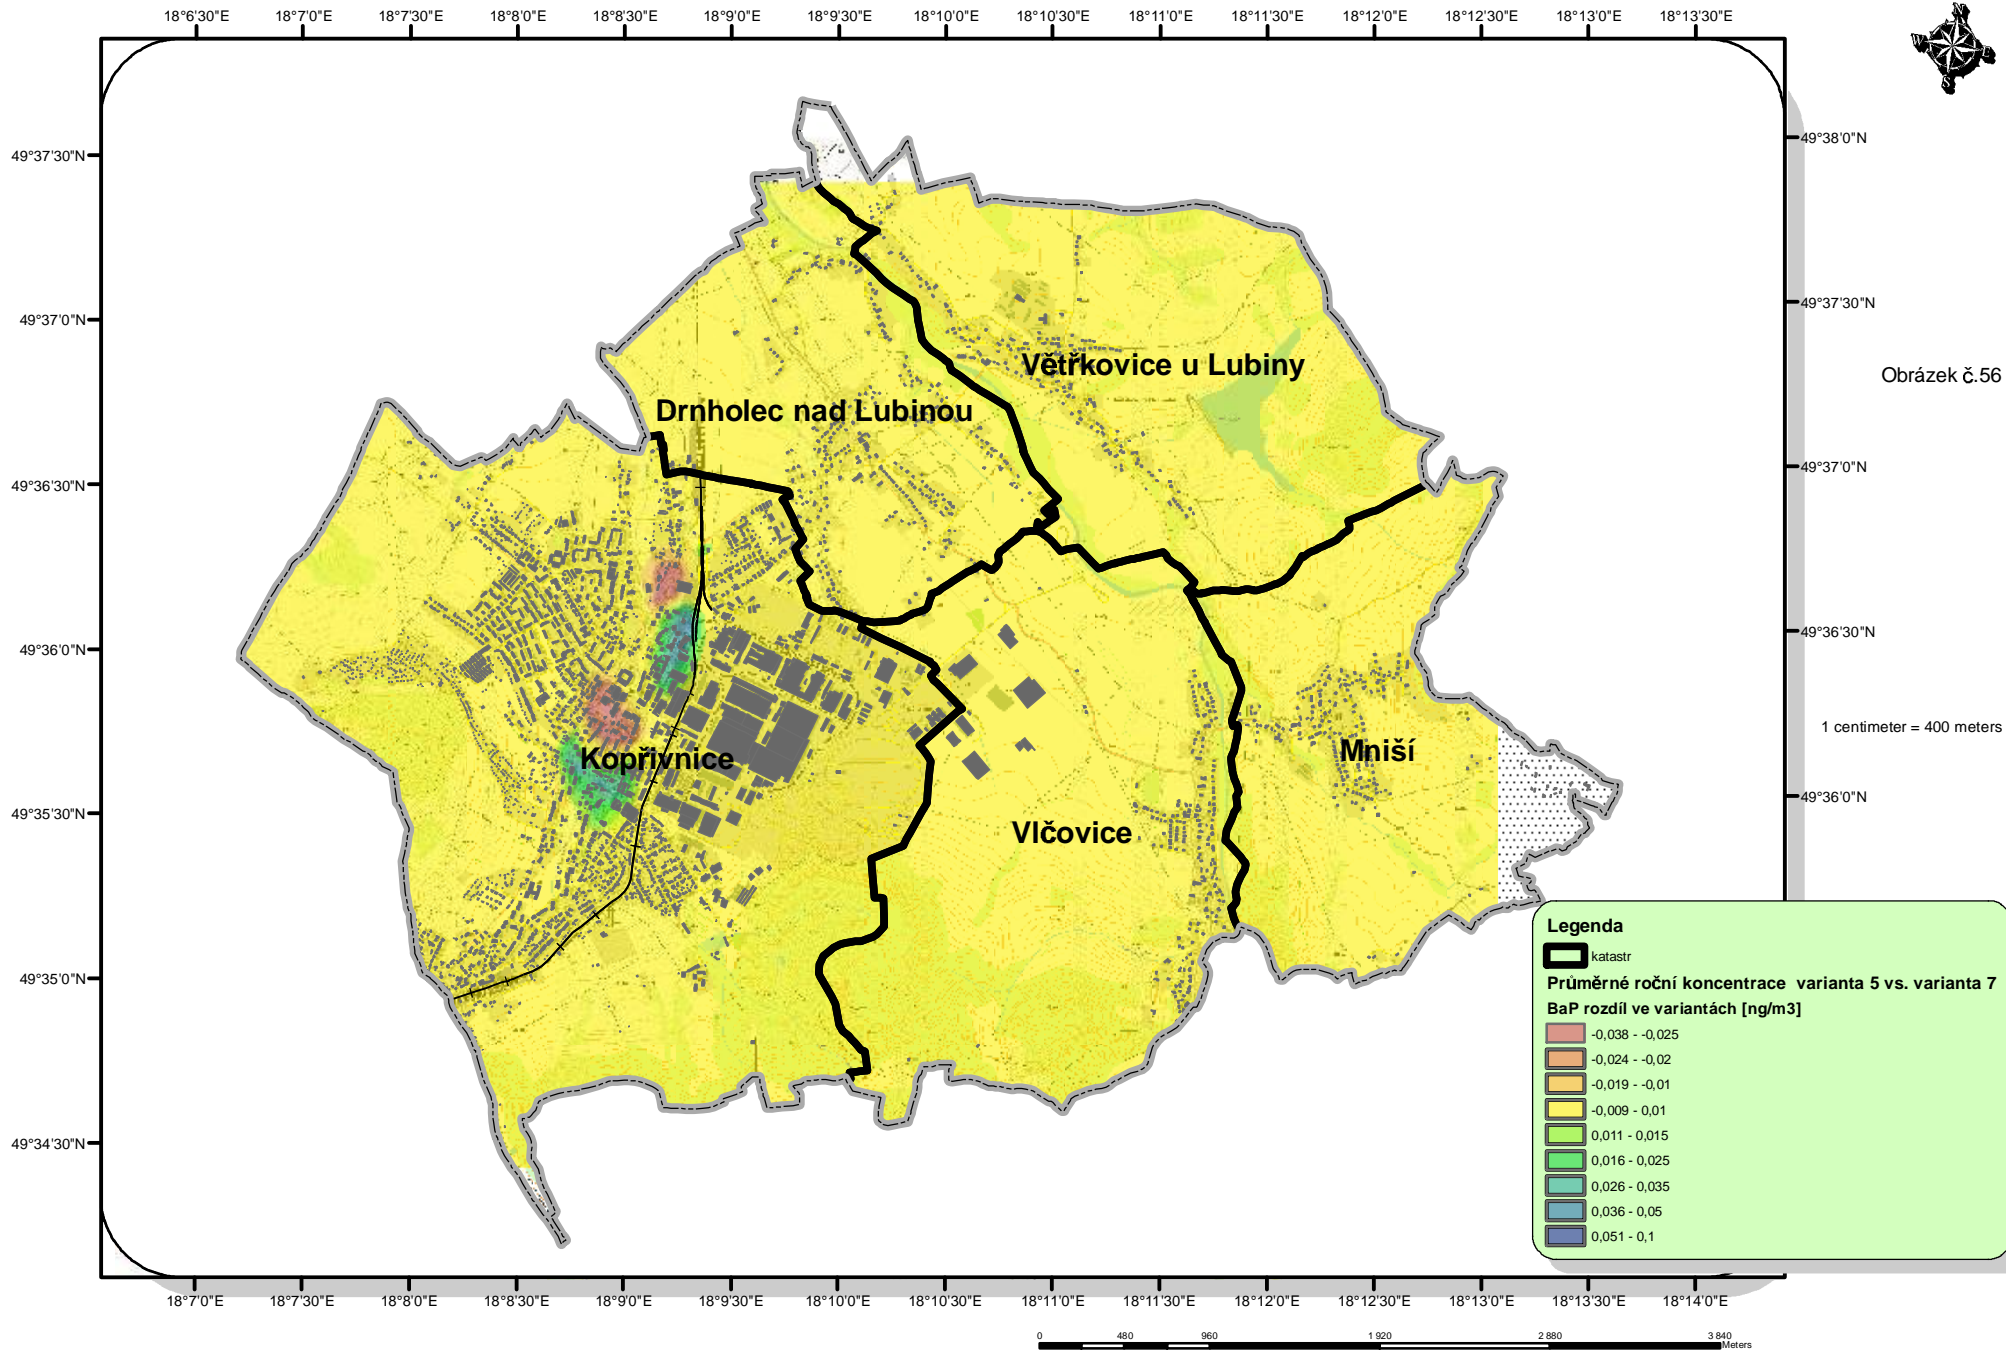 18°6'30"E 18°7'0"E 18°7'30"E 18°8'0"E 18°8'30"E 18°9'0"E 18°9'30"E 18°10'0"E 18°10'30"E 18°11'0"E 18°11'30"E 18°12'0"E 18°12'30"E 18°13'0"E 18°13'30"E
N
W
E
S
49°38'0"N
49°37'30"N
49°37'30"N
49°37'0"N
Větřkovice u Lubiny
Obrázek č.56
Drnholec nad Lubinou
49°37'0"N
49°36'30"N
49°36'30"N
49°36'0"N
1 centimeter = 400 meters
Mniší
Kopřivnice
49°36'0"N
49°35'30"N
Vlčovice
49°35'0"N
49°34'30"N
Legenda
katastr
Průměrné roční koncentrace varianta 5 vs. varianta 7
BaP rozdíl ve variantách [ng/m3]
-0,038 - -0,025
-0,024 - -0,02
-0,019 - -0,01
-0,009 - 0,01
0,011 - 0,015
0,016 - 0,025
0,026 - 0,035
0,036 - 0,05
0,051 - 0,1
18°7'0"E 18°7'30"E 18°8'0"E 18°8'30"E 18°9'0"E 18°9'30"E 18°10'0"E 18°10'30"E 18°11'0"E 18°11'30"E 18°12'0"E 18°12'30"E 18°13'0"E 18°13'30"E 18°14'0"E
0 480 960 1 920 2 880 3 840
Meters